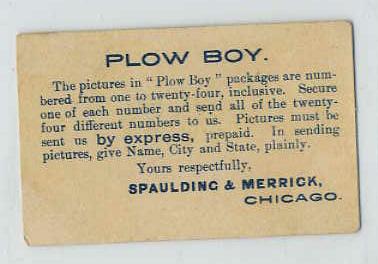 PLOW BOY.
The pictures in "Plow Boy" packages are num-
bered from one to twenty-four, inclusive. Secure
one of each number and send all of the twenty-
four different numbers to us. Pictures must be
sent us by express, prepaid. In sending
pictures, give Name, City and State, plainly.
Yours respectfully,
SPAULDING & MERRICK,
CHICAGO.